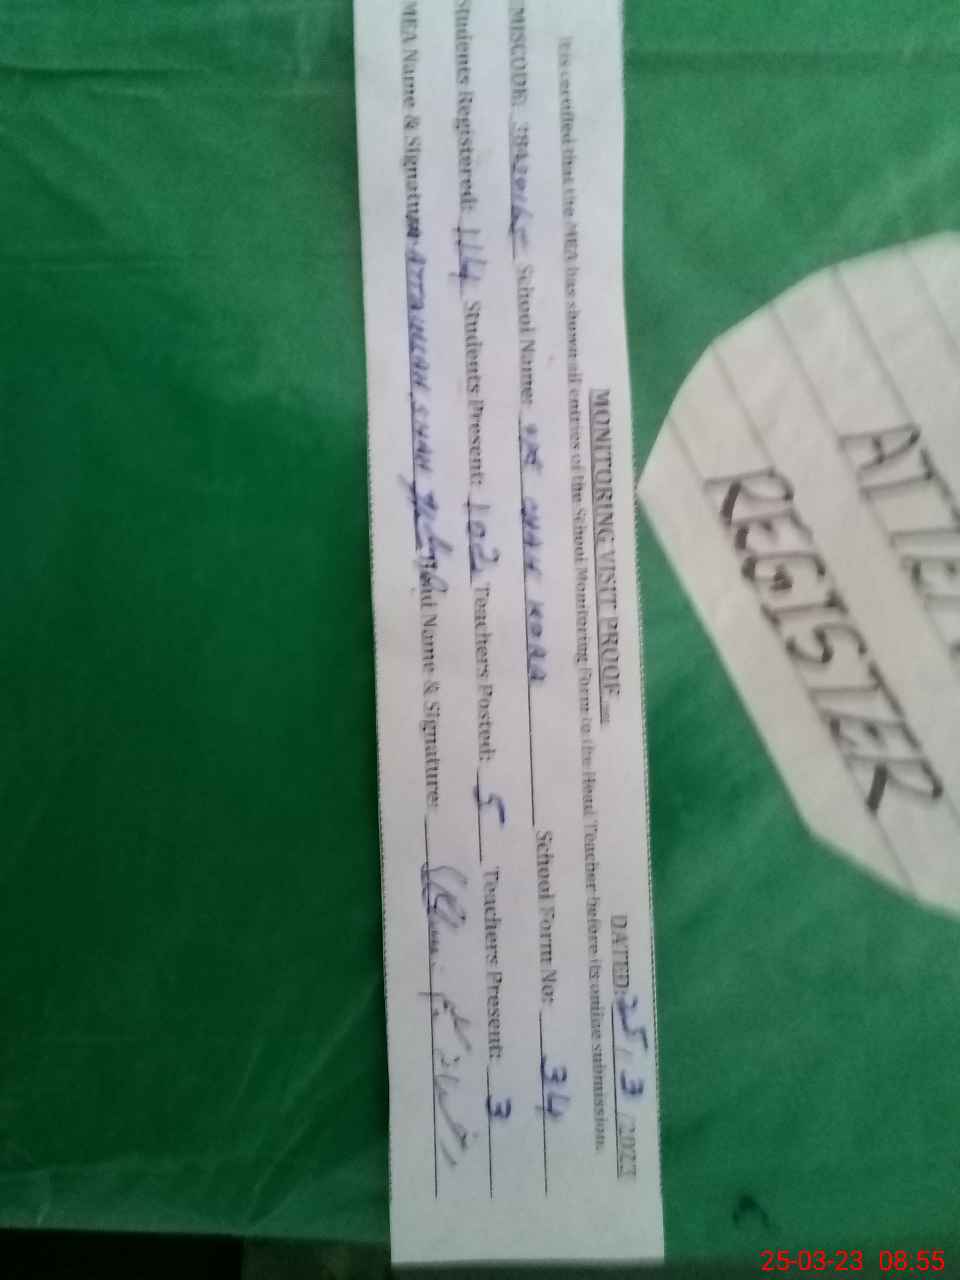 MONITORING VISIT PROOF
DATED: 25/3/2023
It is certified that the MEA has shown all entries of the School Monitoring Form to the Head Teacher before its online submission.
School Name: CHAK School Form No: 34
Students Registered: 114 Students Present: 102 Teachers Posted: 5 Teachers Present: 3
MEA Name & Signature: ATTAULLAH SHAH Name & Signature:
REGISTER
25-03-23 08:55